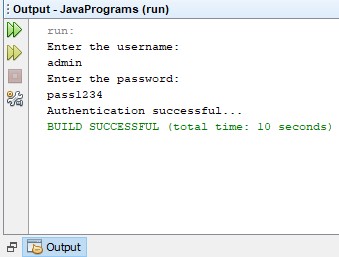 Output - JavaPrograms (run)
run:
Enter the username:
admin
Enter the password:
pass1234
Authentication successful...
BUILD SUCCESSFUL (total time: 10 seconds)
Output